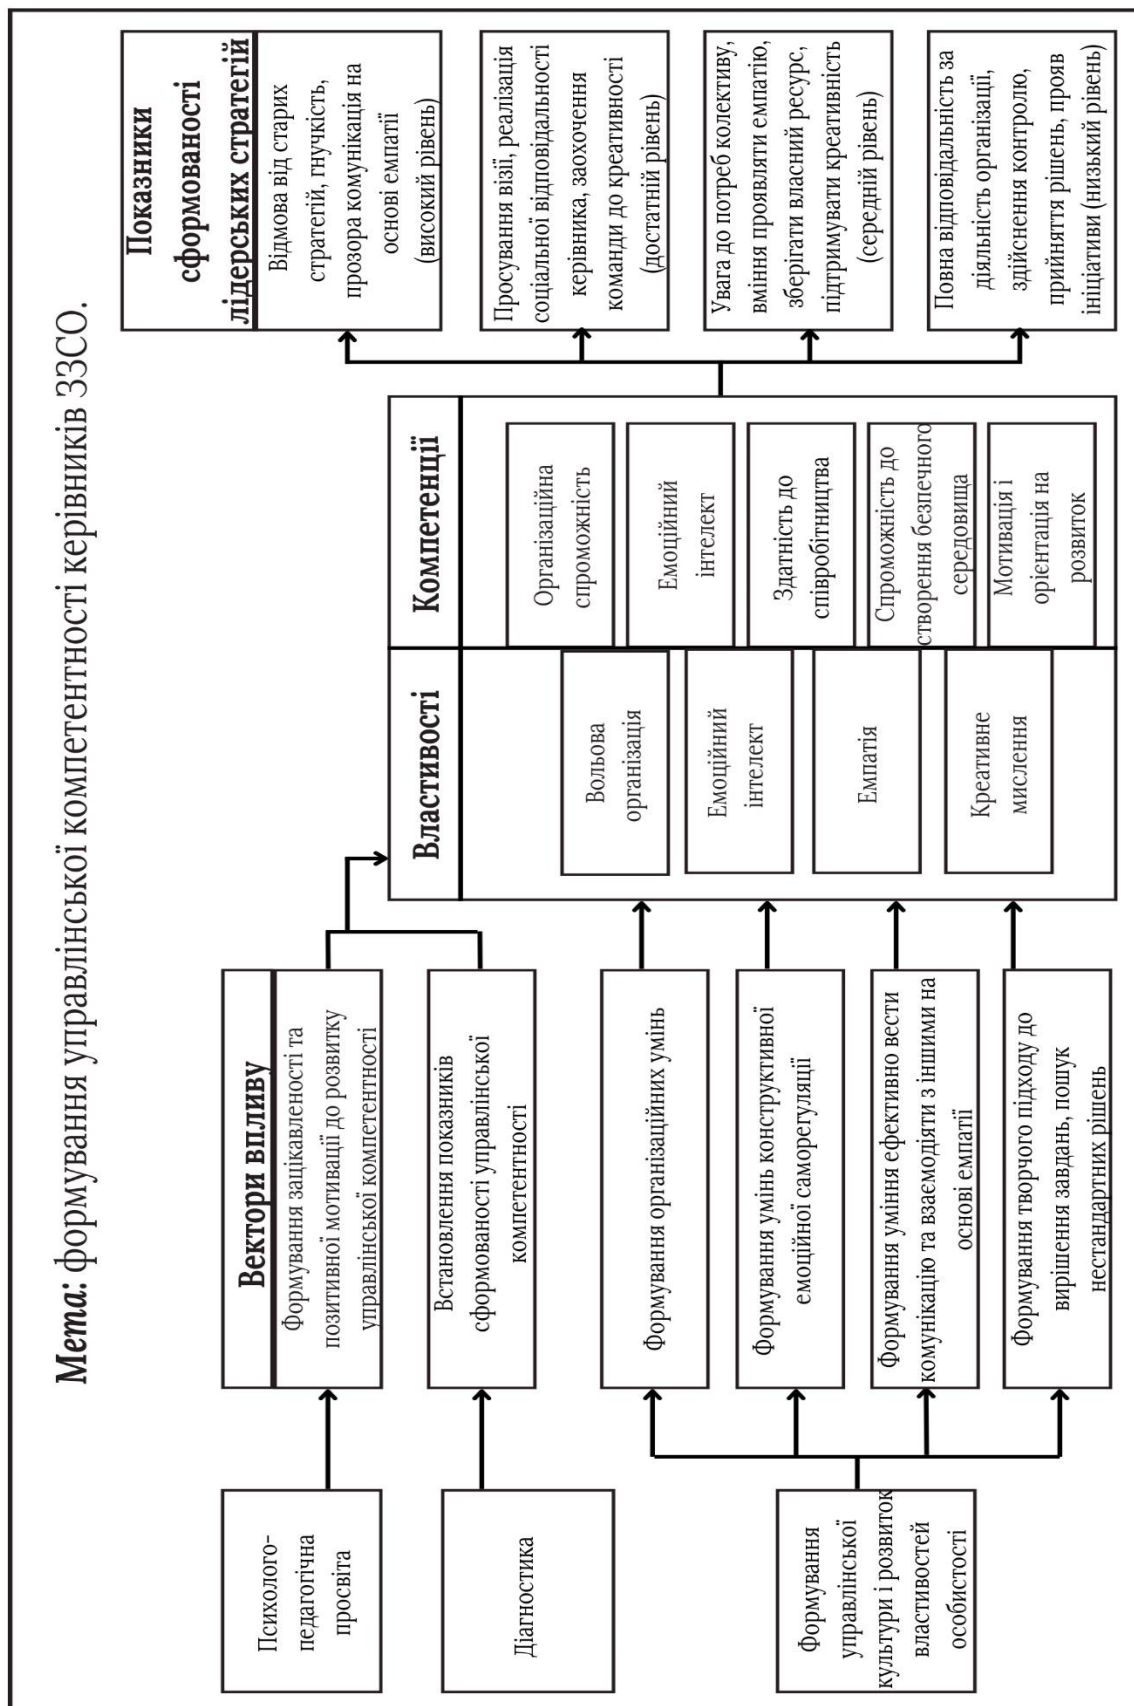 Мета: формування управлінської компетентності керівників ЗЗСО.
Психолого-
педагогічна
просвіта
Діагностика
Формування
управлінської
культури і розвиток
властивостей
особистості
Вектори впливу
Формування зацікавленості та
позитивної мотивації до розвитку
управлінської компетентності
Встановлення показників
сформованості управлінської
компетентності
Формування організаційних умінь
Формування умінь конструктивної
емоційної саморегуляції
Формування уміння ефективно вести
комунікацію та взаємодіяти з іншими на
основі емпатії
Формування творчого підходу до
вирішення завдань, пошук
нестандартних рішень
Властивості
Вольова
організація
Емоційний
інтелект
Емпатія
Креативне
мислення
Компетенції
Організаційна
спроможність
Емоційний
інтелект
Здатність до
співробітництва
Спроможність до
створення безпечного
середовища
Мотивація і
орієнтація на
розвиток
Показники
сформованості
лідерських стратегій
Відмова від старих
стратегій, гнучкість,
прозора комунікація на
основі емпатії
(високий рівень)
Просування візії, реалізація
соціальної відповідальності
керівника, заохочення
команди до креативності
(достатній рівень)
Увага до потреб колективу,
вміння проявляти емпатію,
зберігати власний ресурс,
підтримувати креативність
(середній рівень)
Повна відповідальність за
діяльність організації,
здійснення контролю,
прийняття рішень, прояв
ініціативи (низький рівень)